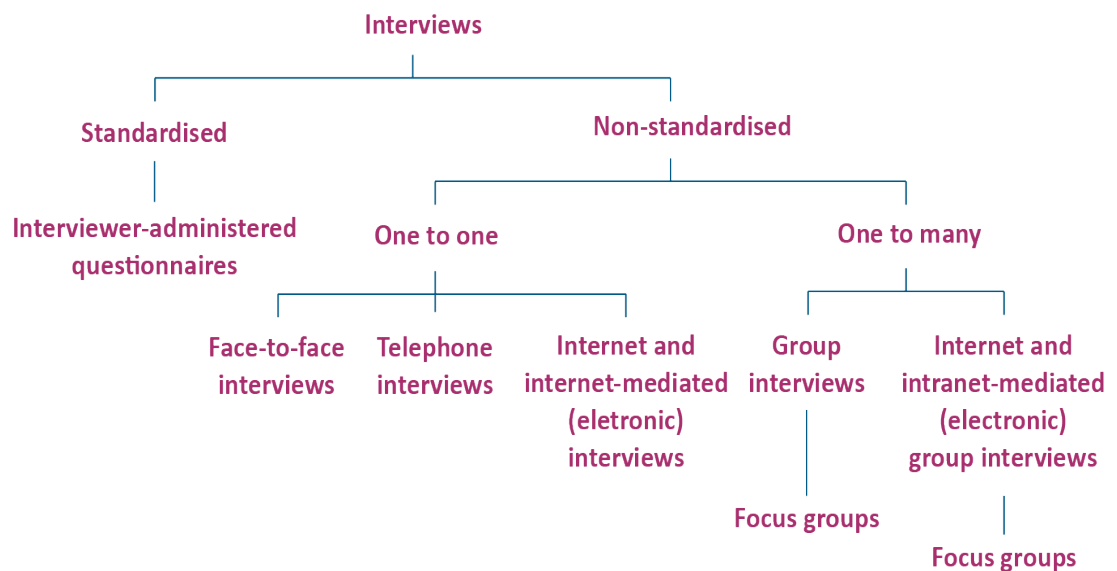 Interviews
Standardised
Non-standardised
Interviewer-administered
questionnaires
One to one
One to many
Face-to-face
interviews
Telephone
interviews
Internet and
internet-mediated
(eletronic)
interviews
Group
interviews
Internet and
intranet-mediated
(electronic)
group interviews
Focus groups
Focus groups